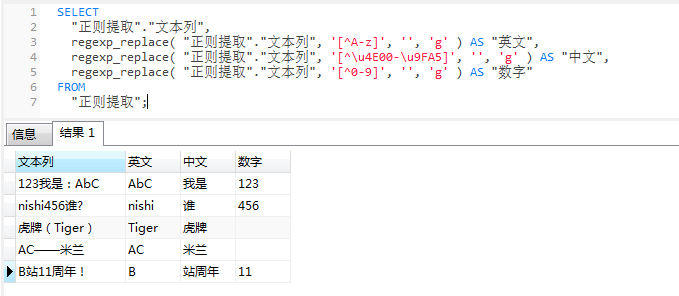 1 SELECT
2 "正则提取"."文本列",
3 regexp_replace( "正则提取"."文本列", '[^A-z]', '', 'g' ) AS "英文",
4 regexp_replace( "正则提取"."文本列", '[^\u4E00-\u9FA5]', '', 'g' ) AS "中文",
5 regexp_replace( "正则提取"."文本列", '[^0-9]', '', 'g' ) AS "数字"
6 FROM
7 "正则提取";
信息 结果 1
文本列 英文 中文 数字
123我是：AbC AbC 我是 123
nishi456谁? nishi 谁 456
虎牌（Tiger） Tiger 虎牌
AC——米兰 AC 米兰
B站11周年！ B 站周年 11